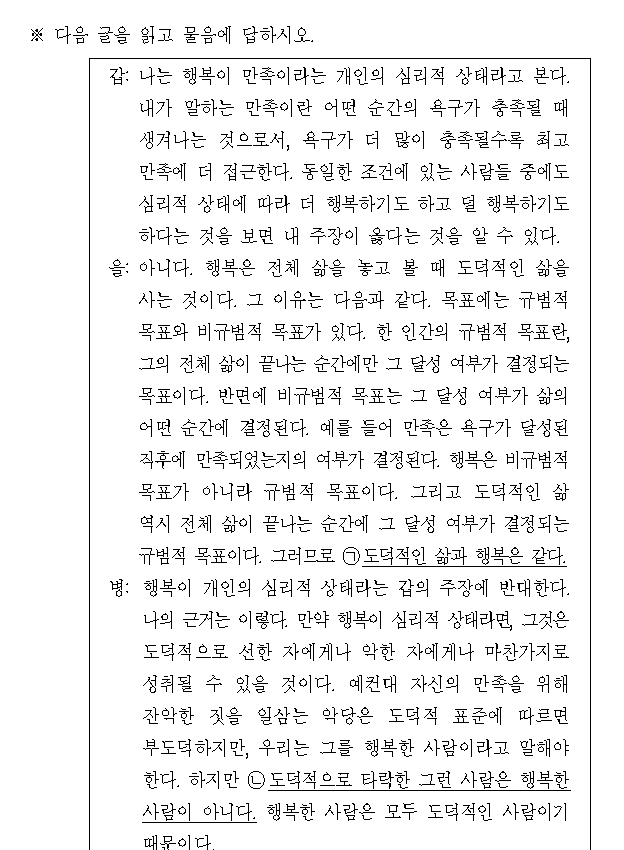 ※ 다음 글을 읽고 물음에 답하시오.
갑: 나는 행복이 만족이라는 개인의 심리적 상태라고 본다.
내가 말하는 만족이란 어떤 순간의 욕구가 충족될 때
생겨나는 것으로서, 욕구가 더 많이 충족될수록 최고
만족에 더 접근한다. 동일한 조건에 있는 사람들 중에도
심리적 상태에 따라 더 행복하기도 하고 덜 행복하기도
하다는 것을 보면 내 주장이 옳다는 것을 알 수 있다.
을: 아니다. 행복은 전체 삶을 놓고 볼 때 도덕적인 삶을
사는 것이다. 그 이유는 다음과 같다. 목표에는 규범적
목표와 비규범적 목표가 있다. 한 인간의 규범적 목표란,
그의 전체 삶이 끝나는 순간에만 그 달성 여부가 결정되는
목표이다. 반면에 비규범적 목표는 그 달성 여부가 삶의
어떤 순간에 결정된다. 예를 들어 만족은 욕구가 달성된
직후에 만족되었는지의 여부가 결정된다. 행복은 비규범적
목표가 아니라 규범적 목표이다. 그리고 도덕적인 삶
역시 전체 삶이 끝나는 순간에 그 달성 여부가 결정되는
규범적 목표이다. 그러므로 ㉠도덕적인 삶과 행복은 같다.
병: 행복이 개인의 심리적 상태라는 갑의 주장에 반대한다.
나의 근거는 이렇다. 만약 행복이 심리적 상태라면, 그것은
도덕적으로 선한 자에게나 악한 자에게나 마찬가지로
성취될 수 있을 것이다. 예컨대 자신의 만족을 위해
잔악한 짓을 일삼는 악당은 도덕적 표준에 따르면
부도덕하지만, 우리는 그를 행복한 사람이라고 말해야
한다. 하지만 ㉡도덕적으로 타락한 그런 사람은 행복한
사람이 아니다. 행복한 사람은 모두 도덕적인 사람이기
때문이다.